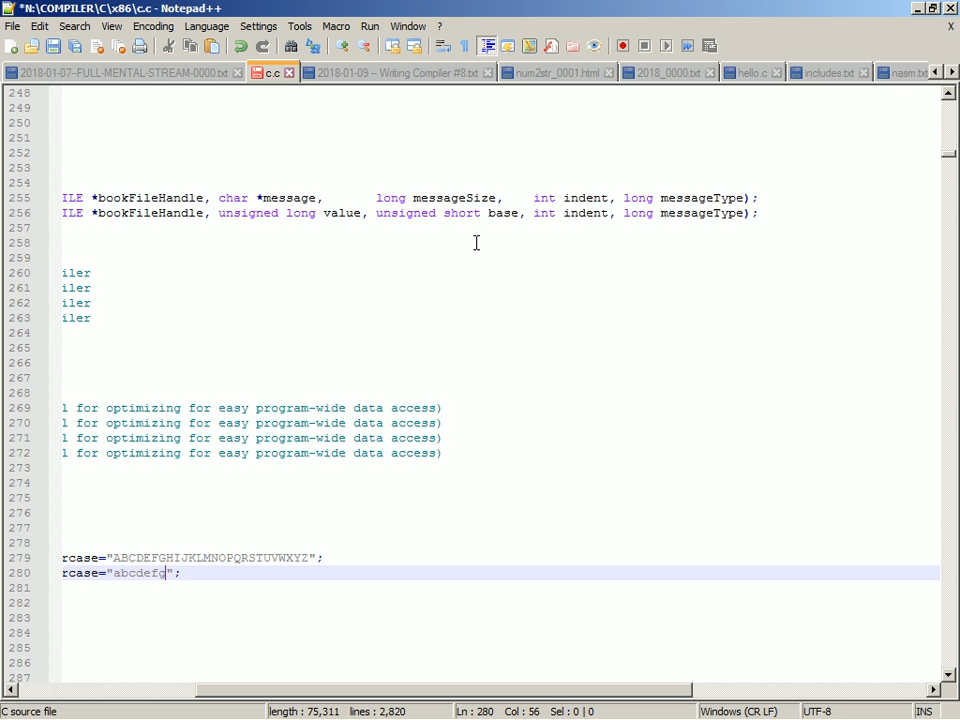 *N:\COMPILER\C\x86\c.c - Notepad++
File Edit Search View Encoding Language Settings Tools Macro Run Window ? X
2018-01-07-FULL-MENTAL-STREAM-0000.txt c.c 2018-01-09 -- Writing Compiler #8.txt num2str_0001.html 2018_0000.txt hello.c includes.txt nasm.txt
248
249
250
251
252
253
254
255 ILE *bookFileHandle, char *message, long messageSize, int indent, long messageType);
256 ILE *bookFileHandle, unsigned long value, unsigned short base, int indent, long messageType);
257
258
259
260 iler
261 iler
262 iler
263 iler
264
265
266
267
268
269 l for optimizing for easy program-wide data access)
270 l for optimizing for easy program-wide data access)
271 l for optimizing for easy program-wide data access)
272 l for optimizing for easy program-wide data access)
273
274
275
276
277
278
279 rcase="ABCDEFGHIJKLMNOPQRSTUVWXYZ";
280 rcase="abcdefg";
281
282
283
284
285
286
287
C source file length : 75,311 lines : 2,820 Ln : 280 Col : 56 Sel : 0 | 0 Windows (CR LF) UTF-8 INS